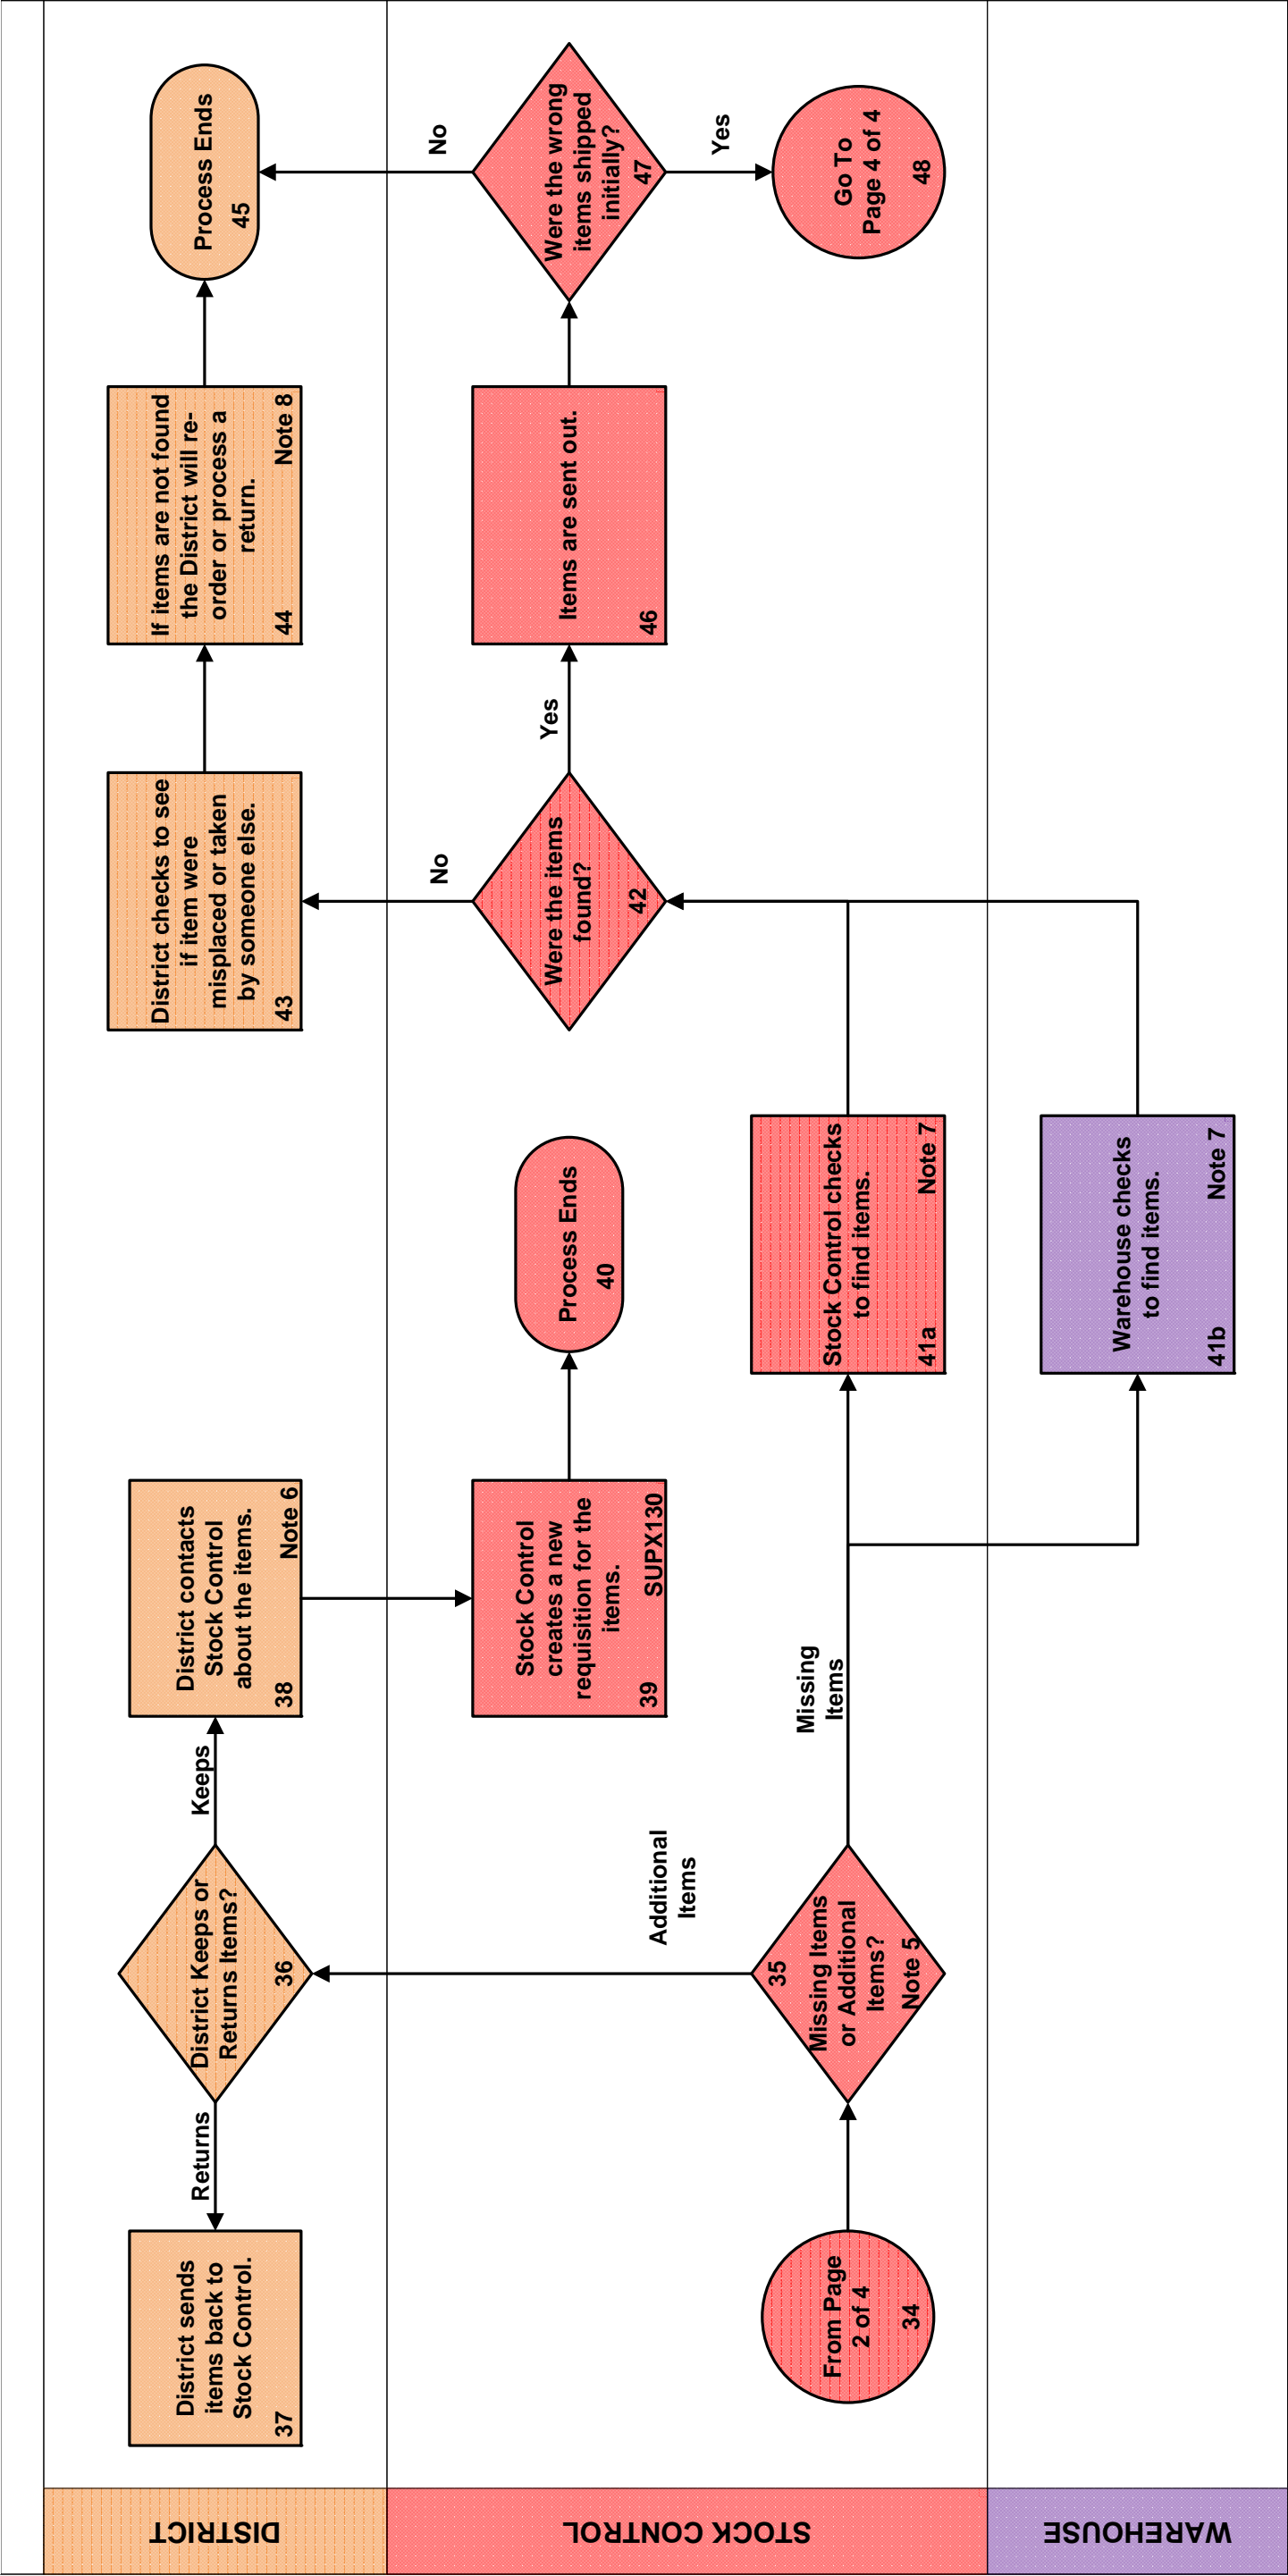 DISTRICT
STOCK CONTROL
WAREHOUSE
District sends
items back to
Stock Control.
37
Returns
District Keeps or
Returns Items?
36
Keeps
District contacts
Stock Control
about the items.
38
Note 6
Stock Control
creates a new
requisition for the
items.
39
SUPX130
Process Ends
40
From Page
2 of 4
34
35
Missing Items
or Additional
Items?
Note 5
Additional
Items
Missing
Items
Stock Control checks
to find items.
41a
Note 7
Warehouse checks
to find items.
41b
Note 7
Were the items
found?
42
No
District checks to see
if item were
misplaced or taken
by someone else.
43
If items are not found
the District will re-
order or process a
return.
44
Note 8
Process Ends
45
Yes
Items are sent out.
46
Were the wrong
items shipped
initially?
47
No
Yes
Go To
Page 4 of 4
48